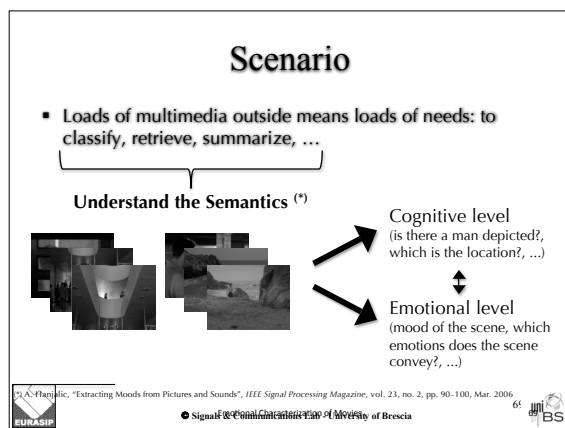 Scenario
▪ Loads of multimedia outside means loads of needs: to
classify, retrieve, summarize, …
Understand the Semantics (*)
Cognitive level
(is there a man depicted?,
which is the location?, ...)
Emotional level
(mood of the scene, which
emotions does the scene
convey?, ...)
(*) A. Hanjalic, "Extracting Moods from Pictures and Sounds", IEEE Signal Processing Magazine, vol. 23, no. 2, pp. 90–100, Mar. 2006
EURASIP
Emotional Characterization of Movies
Signals & Communications Lab - University of Brescia
69
uni
BS